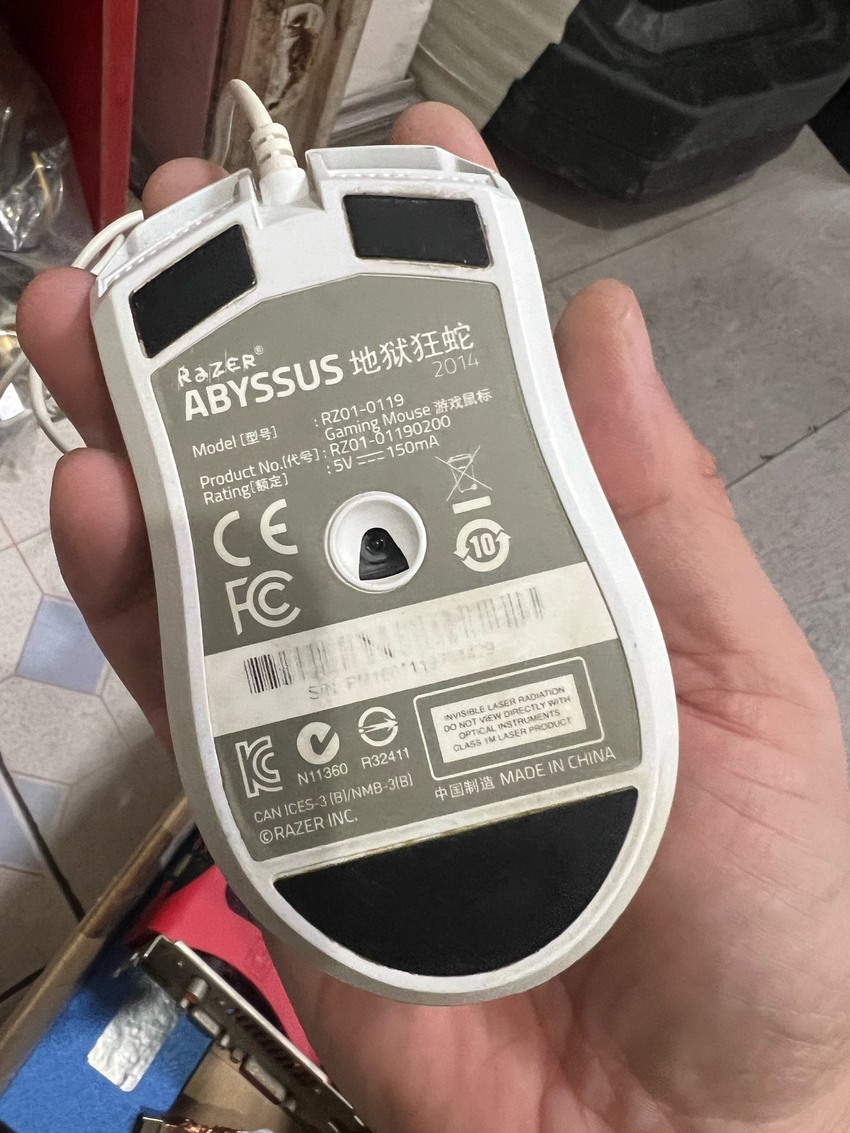 RAZER®
ABYSSUS 地狱狂蛇
2014
Model [型号] : RZ01-0119
Gaming Mouse 游戏鼠标
Product No.[代号] : RZ01-01190200
Rating[额定] : 5V ⎓ 150mA
CE
10
FC
S/N
N11360
R32411
INVISIBLE LASER RADIATION
DO NOT VIEW DIRECTLY WITH
OPTICAL INSTRUMENTS
CLASS 1M LASER PRODUCT
CAN ICES-3 (B)/NMB-3(B)
中国制造 MADE IN CHINA
©RAZER INC.